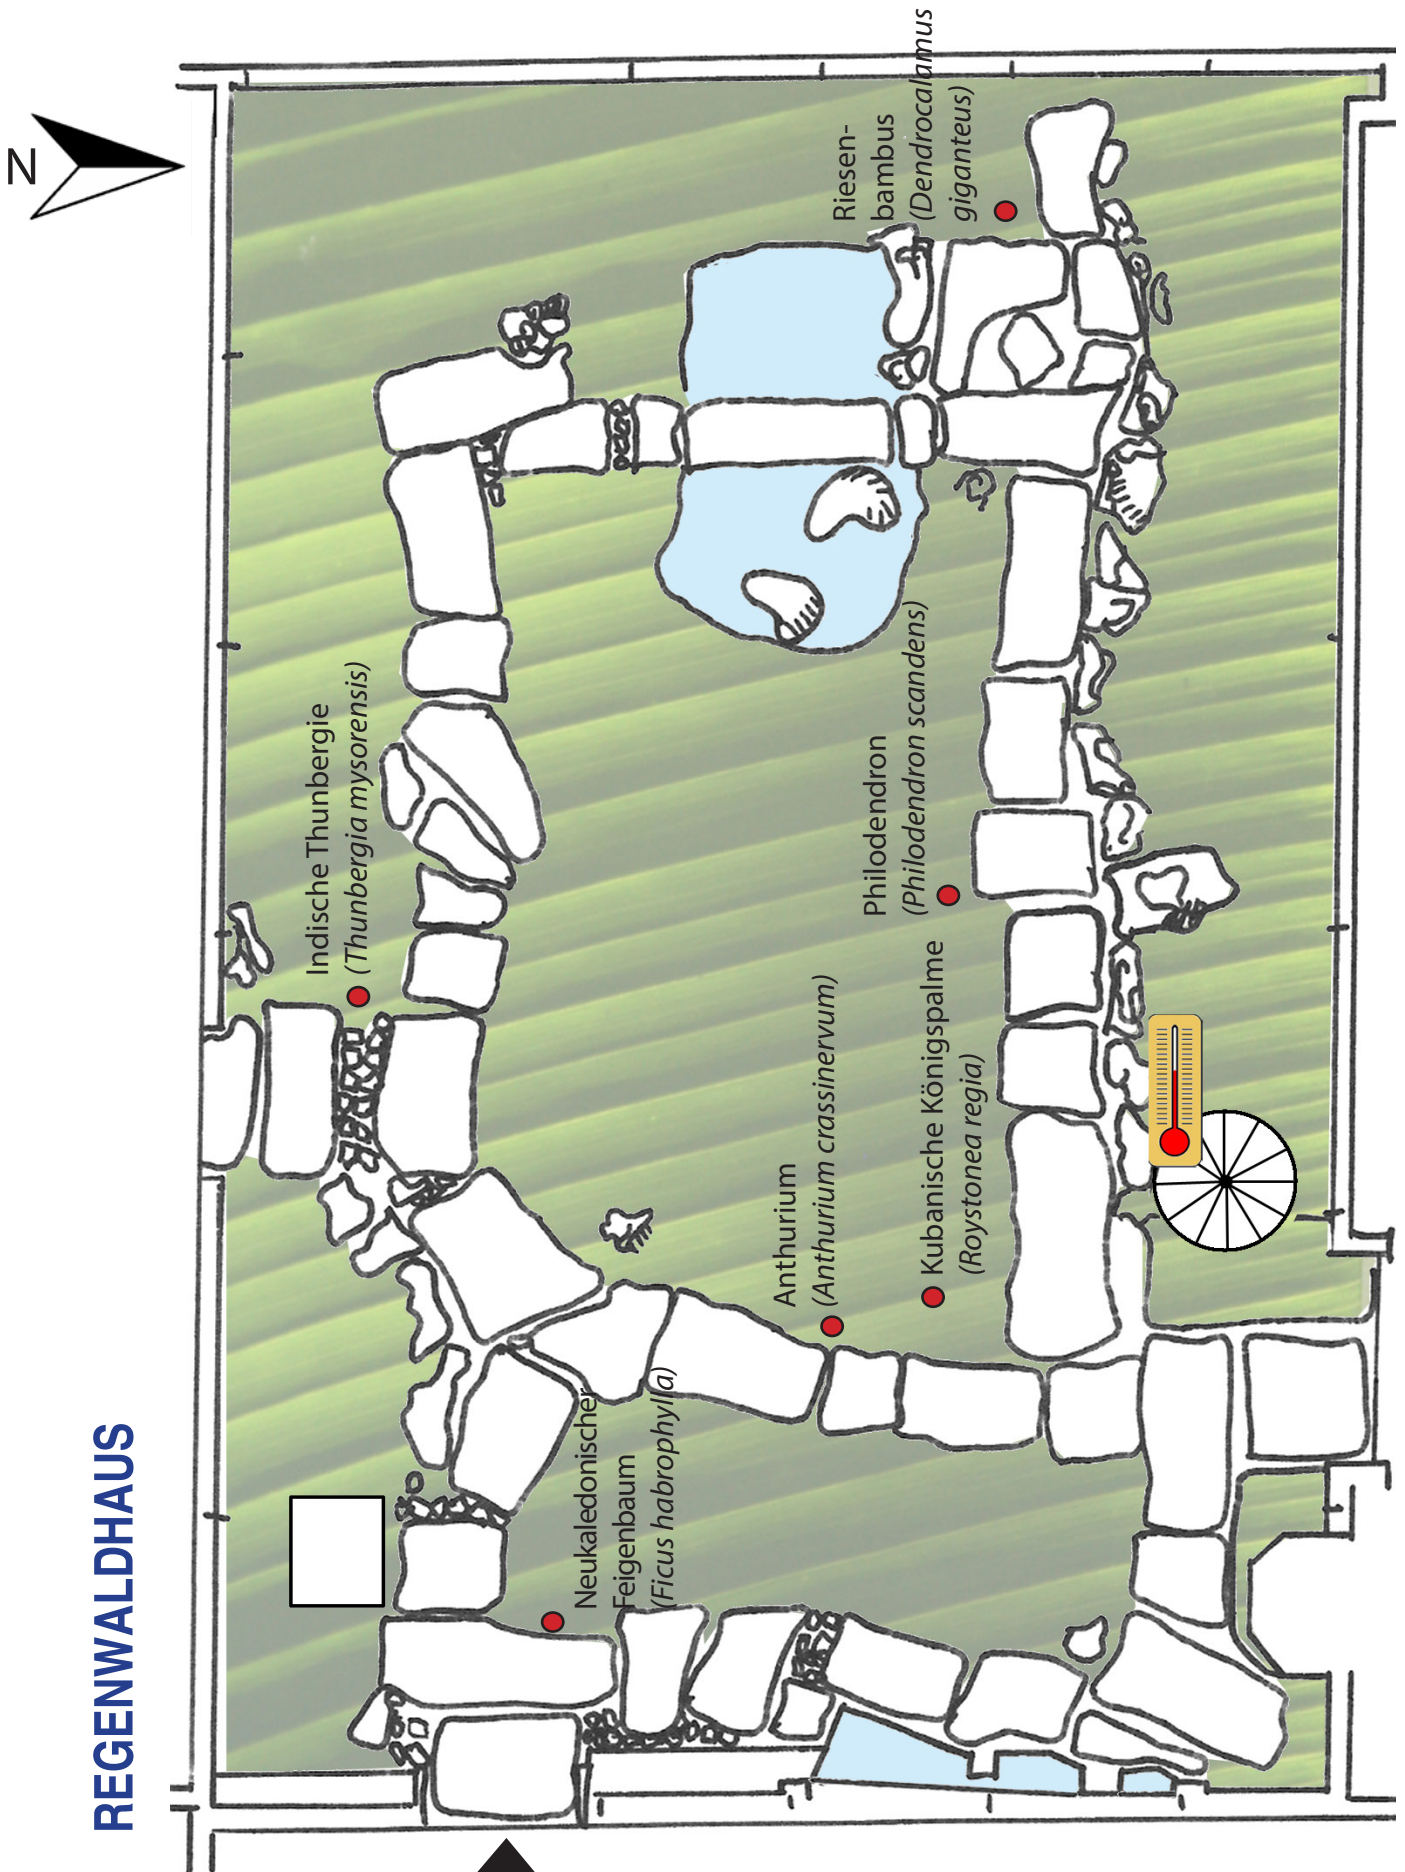 REGENWALDHAUS
N
Neukaledonischer
Feigenbaum
(Ficus habrophylla)
Indische Thunbergie
(Thunbergia mysorensis)
Anthurium
(Anthurium crassinervum)
Kubanische Königspalme
(Roystonea regia)
Philodendron
(Philodendron scandens)
Riesen-
bambus
(Dendrocalamus
giganteus)